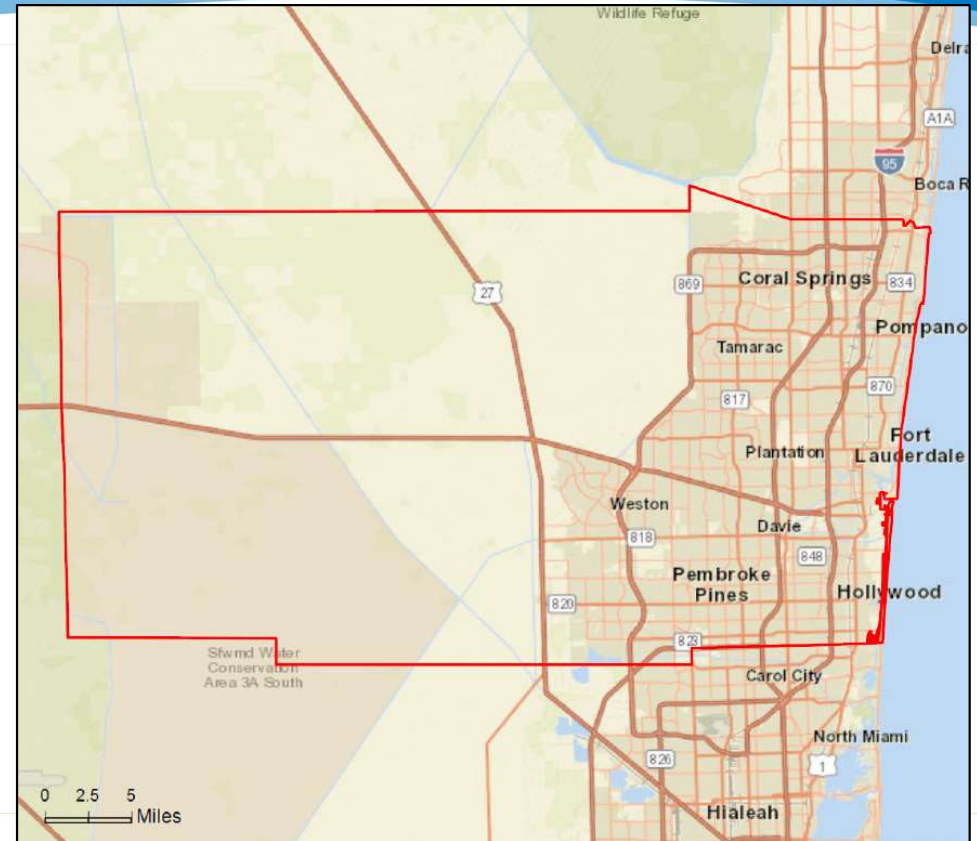 Wildlife Refuge
Delra
A1A
95
Boca R
27
869
Coral Springs
834
Pompano
Tamarac
817
870
Fort
Lauderdale
Plantation
Weston
818
Davie
848
Pembroke
Pines
Hollywood
820
823
Sfwmd Water
Conservation
Area 3A South
Carol City
North Miami
826
1
Hialeah
0 2.5 5
Miles